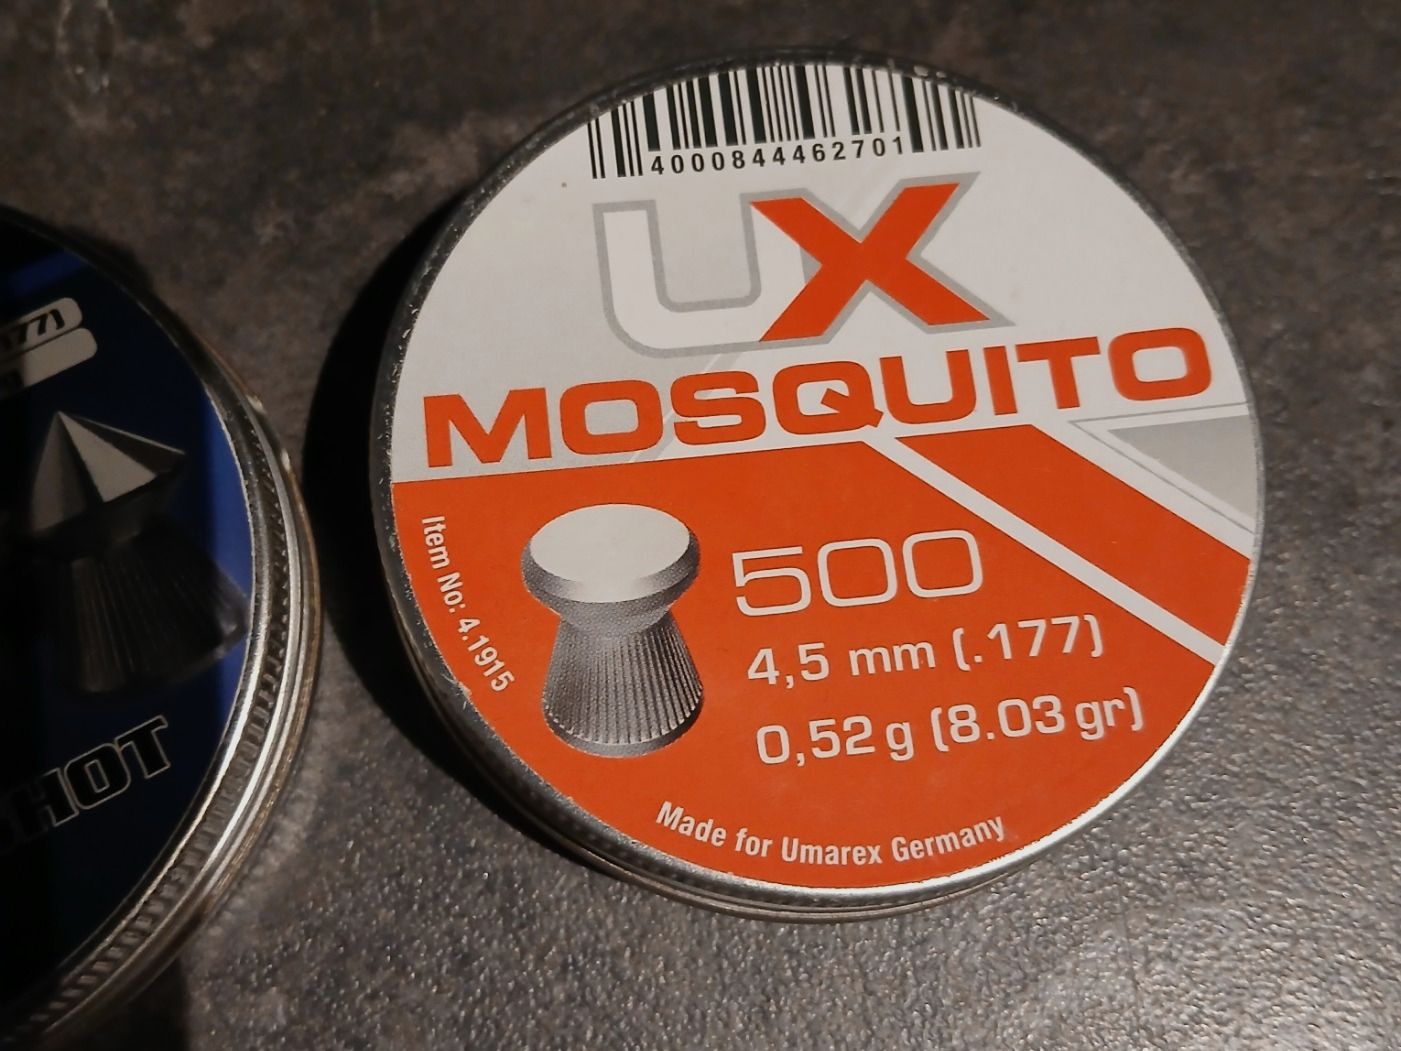 4000844462701
UX
MOSQUITO
Item No: 4.1915
500
4,5 mm (.177)
0,52 g (8.03 gr)
Made for Umarex Germany
177)
HOT